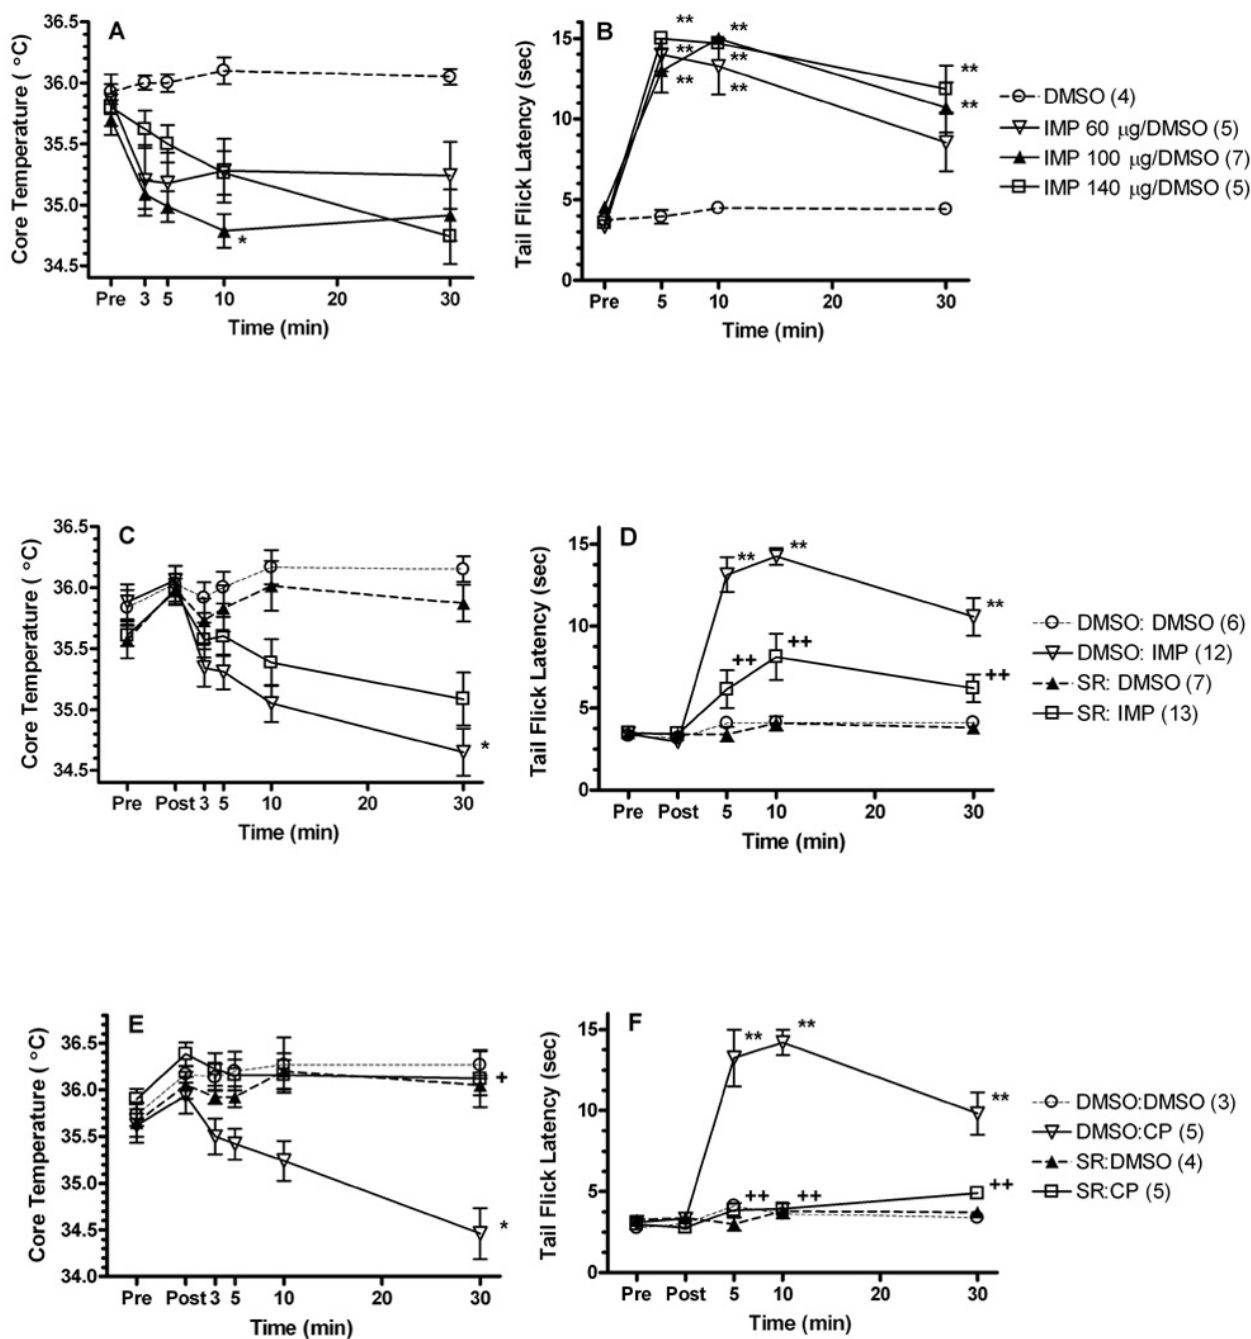 A
Core Temperature ( °C)
36.5
36.0
35.5
35.0
34.5
*
Pre 3 5 10 20 30
Time (min)
B
Tail Flick Latency (sec)
15
10
5
0
** ** ** ** ** ** ** **
Pre 5 10 20 30
Time (min)
DMSO (4)
IMP 60 µg/DMSO (5)
IMP 100 µg/DMSO (7)
IMP 140 µg/DMSO (5)
C
Core Temperature ( °C)
36.5
36.0
35.5
35.0
34.5
*
Pre Post 3 5 10 20 30
Time (min)
D
Tail Flick Latency (sec)
15
10
5
0
** ** **
++ ++ ++
Pre Post 5 10 20 30
Time (min)
DMSO: DMSO (6)
DMSO: IMP (12)
SR: DMSO (7)
SR: IMP (13)
E
Core Temperature ( °C)
36.5
36.0
35.5
35.0
34.5
34.0
+
*
Pre Post 3 5 10 20 30
Time (min)
F
Tail Flick Latency (sec)
15
10
5
0
** ** **
++ ++ ++
Pre Post 5 10 20 30
Time (min)
DMSO:DMSO (3)
DMSO:CP (5)
SR:DMSO (4)
SR:CP (5)